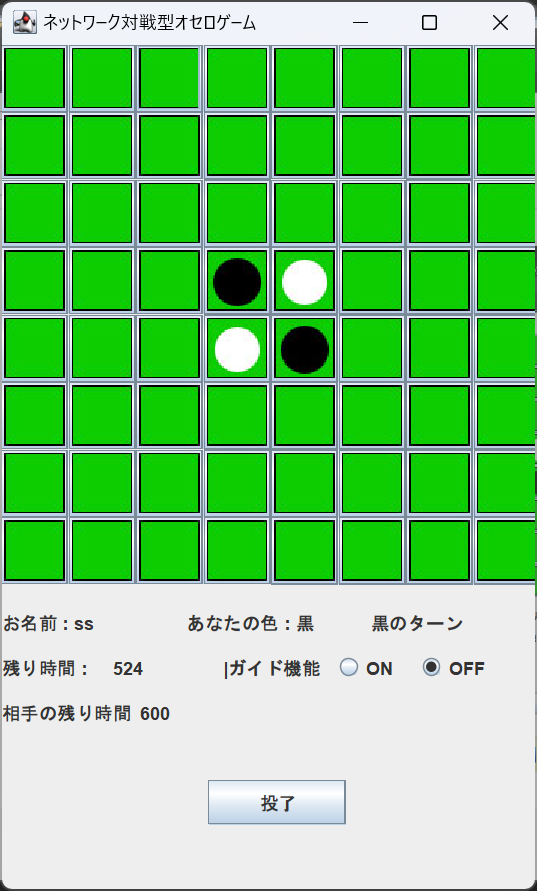 ネットワーク対戦型オセロゲーム
お名前：ss あなたの色：黒 黒のターン
残り時間： 524 |ガイド機能 ON OFF
相手の残り時間 600
投了